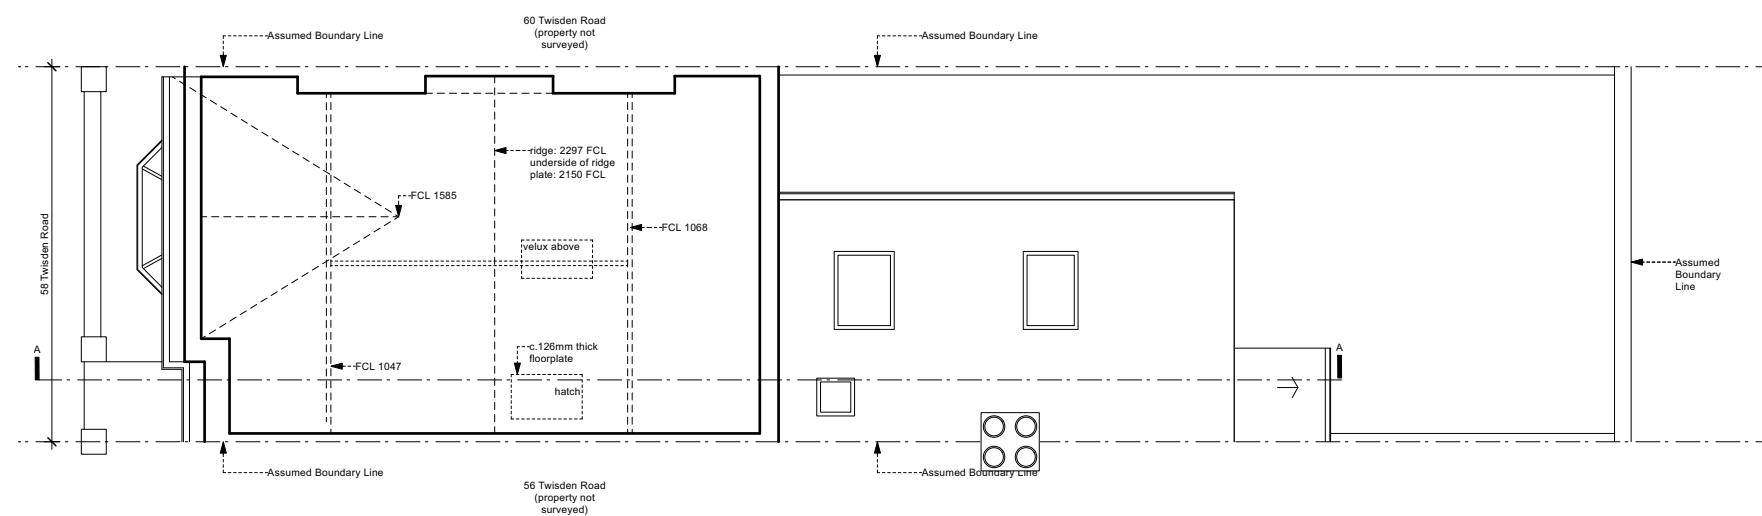 60 Twisden Road
(property not
surveyed)
Assumed Boundary Line
Assumed Boundary Line
ridge: 2297 FCL
underside of ridge
plate: 2150 FCL
FCL 1585
FCL 1068
58 Twisden Road
velux above
Assumed
Boundary
Line
A
c.126mm thick
floorplate
A
FCL 1047
hatch
Assumed Boundary Line
Assumed Boundary Line
56 Twisden Road
(property not
surveyed)